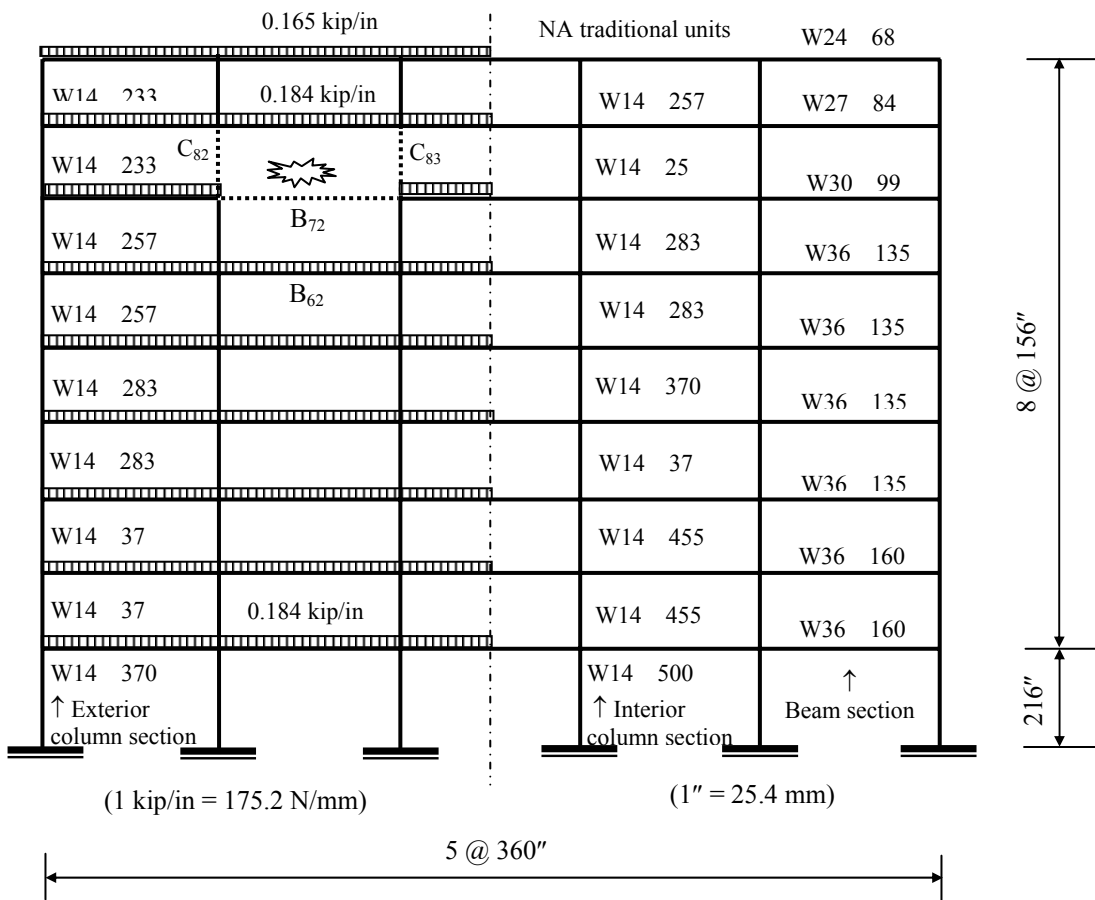 0.165 kip/in
NA traditional units
W24 68
W14 233
0.184 kip/in
W14 257
W27 84
C82
C83
W14 233
W14 25
W30 99
B72
W14 257
W14 283
W36 135
B62
W14 257
W14 283
W36 135
W14 283
W14 370
W36 135
W14 283
W14 37
W36 135
W14 37
W14 455
W36 160
W14 37
0.184 kip/in
W14 455
W36 160
8 @ 156″
W14 370
W14 500
↑
↑ Exterior
column section
↑ Interior
column section
Beam section
216″
(1 kip/in = 175.2 N/mm)
(1″ = 25.4 mm)
5 @ 360″